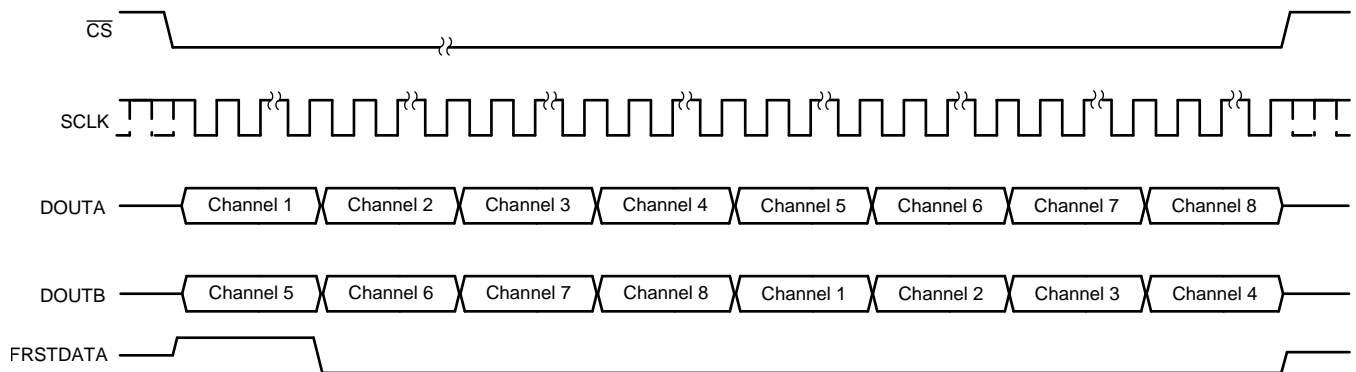 CS
SCLK
DOUTA Channel 1 Channel 2 Channel 3 Channel 4 Channel 5 Channel 6 Channel 7 Channel 8
DOUTB Channel 5 Channel 6 Channel 7 Channel 8 Channel 1 Channel 2 Channel 3 Channel 4
FRSTDATA